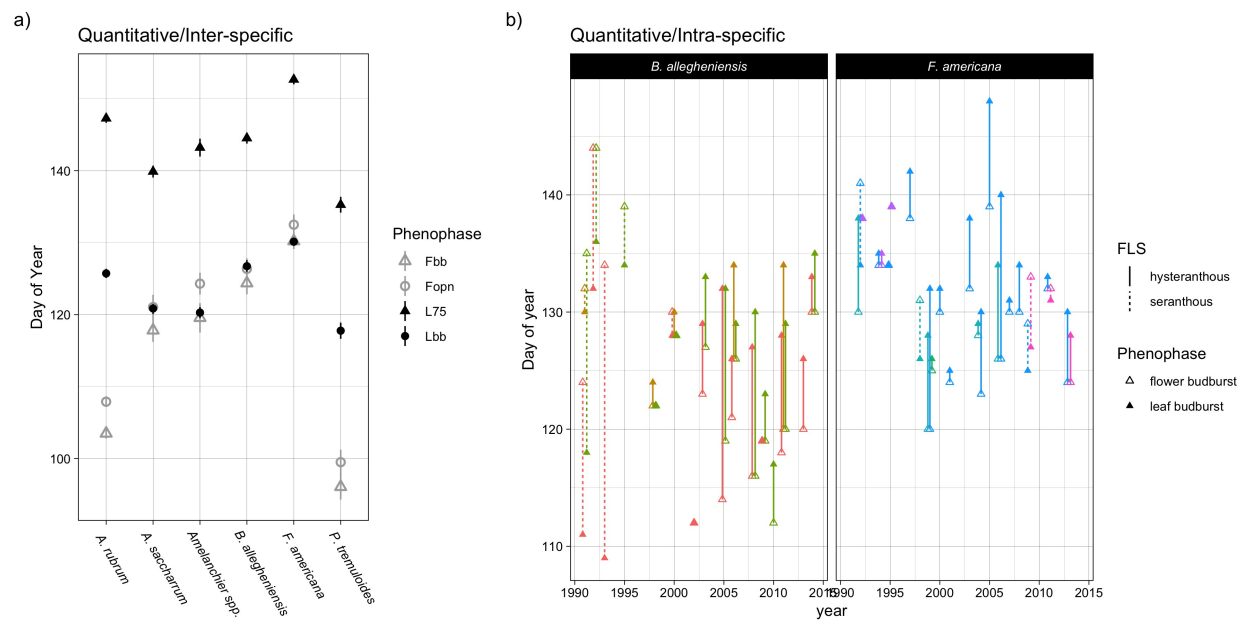 a)
Quantitative/Inter-specific
Day of Year
140
120
100
A. rubrum
A. saccharrum
Amelanchier spp.
B. allegheniensis
F. americana
P. tremuloides
Phenophase
Fbb
Fopn
L75
Lbb
b)
Quantitative/Intra-specific
B. allegheniensis
F. americana
Day of year
140
130
120
110
1990
1995
2000
2005
2010
2015
1990
1995
2000
2005
2010
2015
year
FLS
hysteranthous
seranthous
Phenophase
flower budburst
leaf budburst